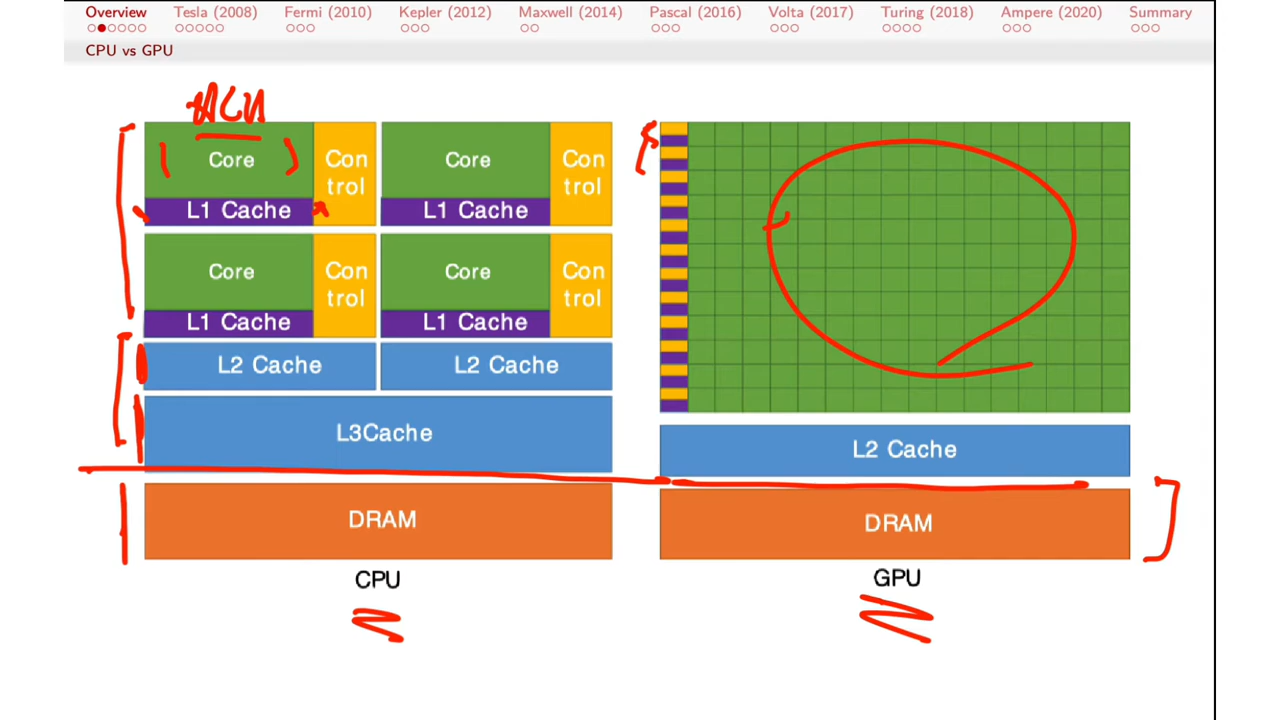 Overview Tesla (2008) Fermi (2010) Kepler (2012) Maxwell (2014) Pascal (2016) Volta (2017) Turing (2018) Ampere (2020) Summary
CPU vs GPU
Core
Con
trol
L1 Cache
Core
Con
trol
L1 Cache
Core
Con
trol
L1 Cache
Core
Con
trol
L1 Cache
L2 Cache
L2 Cache
L3Cache
DRAM
CPU
L2 Cache
DRAM
GPU